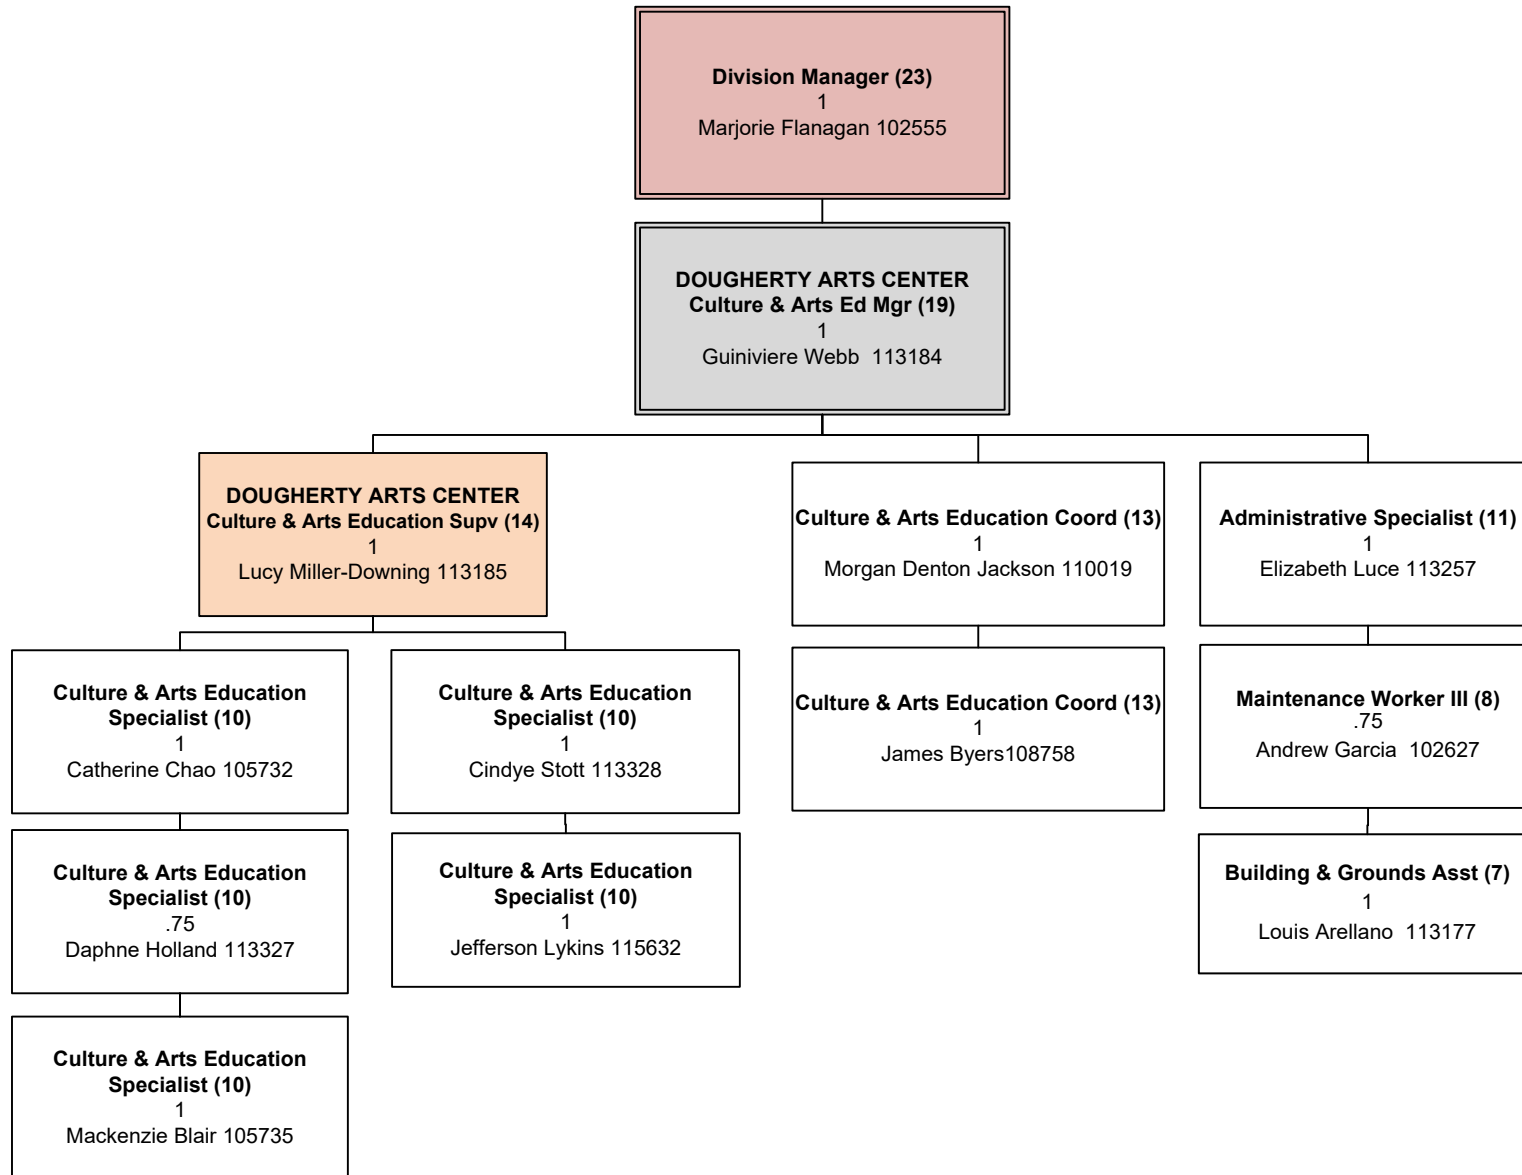 Division Manager (23)
1
Marjorie Flanagan 102555
DOUGHERTY ARTS CENTER
Culture & Arts Ed Mgr (19)
1
Guiniviere Webb  113184
DOUGHERTY ARTS CENTER
Culture & Arts Education Supv (14)
1
Lucy Miller-Downing 113185
Culture & Arts Education Coord (13)
1
Morgan Denton Jackson 110019
Administrative Specialist (11)
1
Elizabeth Luce 113257
Culture & Arts Education
Specialist (10)
1
Catherine Chao 105732
Culture & Arts Education
Specialist (10)
1
Cindye Stott 113328
Culture & Arts Education Coord (13)
1
James Byers108758
Maintenance Worker III (8)
.75
Andrew Garcia  102627
Culture & Arts Education
Specialist (10)
.75
Daphne Holland 113327
Culture & Arts Education
Specialist (10)
1
Jefferson Lykins 115632
Building & Grounds Asst (7)
1
Louis Arellano  113177
Culture & Arts Education
Specialist (10)
1
Mackenzie Blair 105735